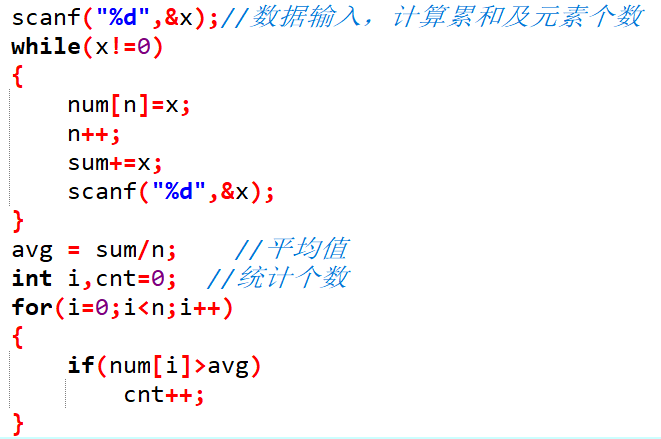 scanf("%d",&x);//数据输入，计算累和及元素个数
while(x!=0)
{
    num[n]=x;
    n++;
    sum+=x;
    scanf("%d",&x);
}
avg = sum/n;    //平均值
int i,cnt=0;  //统计个数
for(i=0;i<n;i++)
{
    if(num[i]>avg)
        cnt++;
}